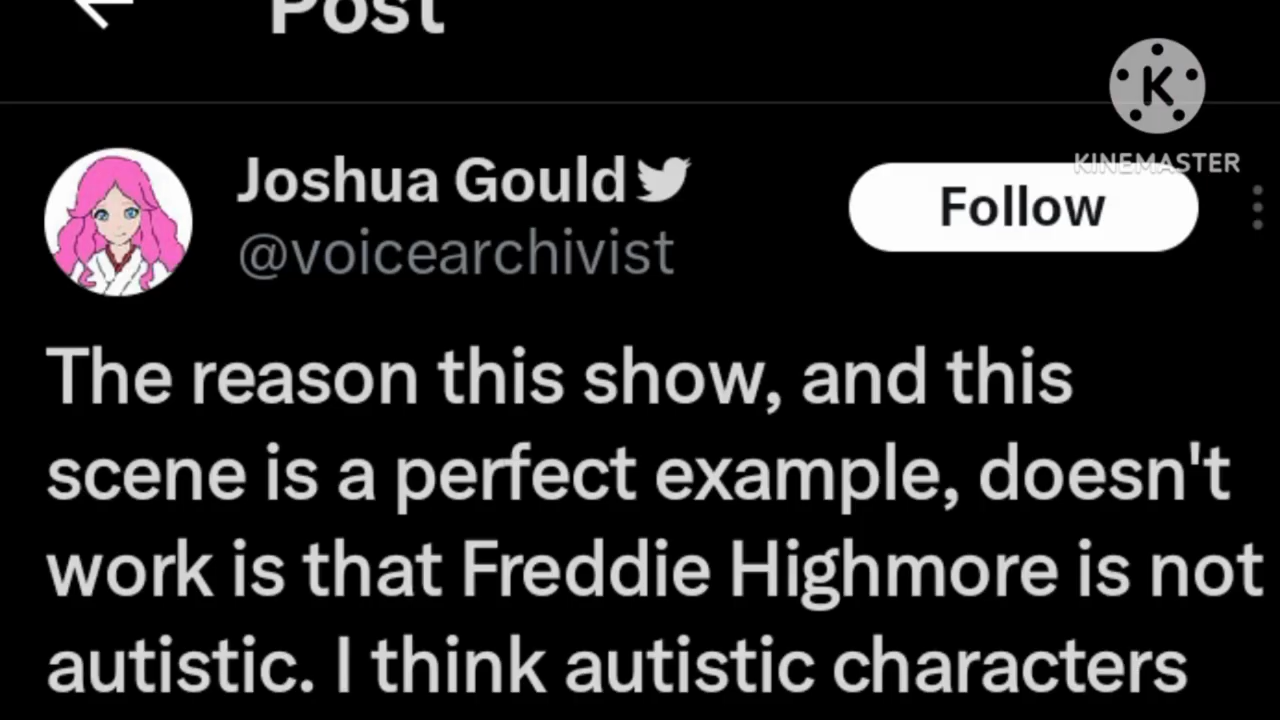 Post
K
KINEMASTER
Joshua Gould
Follow
@voicearchivist
The reason this show, and this
scene is a perfect example, doesn't
work is that Freddie Highmore is not
autistic. I think autistic characters